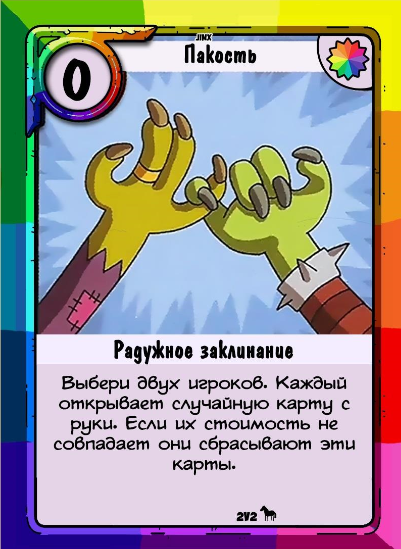 JINX
0
Пакость
Радужное заклинание
Выбери двух игроков. Каждый
открывает случайную карту с
руки. Если их стоимость не
совпадает они сбрасывают эти
карты.
2V2